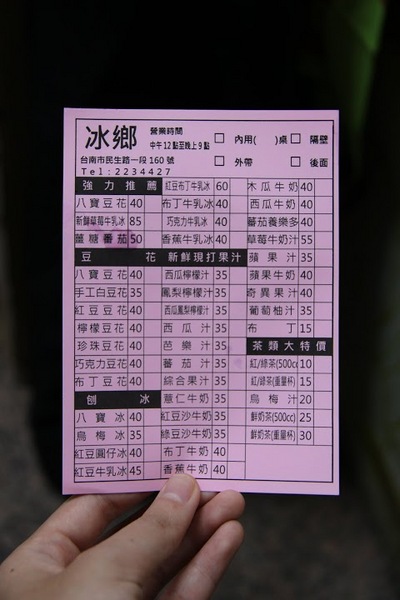 冰鄉
營業時間
中午12點至晚上9點
台南市民生路一段160號
Tel:2234427
內用( )桌 隔壁
外帶 後面
強力推薦
八寶豆花 40
新鮮草莓牛乳冰 85
薑糖番茄 50
豆花
八寶豆花 40
手工白豆花 35
紅豆豆花 40
檸檬豆花 40
珍珠豆花 40
巧克力豆花 40
布丁豆花 40
刨冰
八寶冰 40
烏梅冰 35
紅豆圓仔冰 40
紅豆牛乳冰 45
紅豆布丁牛乳冰 60
布丁牛乳冰 40
巧克力牛乳冰 40
香蕉牛乳冰 40
新鮮現打果汁
西瓜檸檬汁 35
鳳梨檸檬汁 35
西瓜鳳梨檸檬汁 35
西瓜汁 35
芭樂汁 35
番茄汁 35
綜合果汁 35
薏仁牛奶 35
紅豆沙牛奶 35
綠豆沙牛奶 35
布丁牛奶 40
香蕉牛奶 40
木瓜牛奶 40
西瓜牛奶 40
番茄養樂多 40
草莓牛奶汁 55
蘋果汁 35
蘋果牛奶 40
奇異果汁 40
葡萄柚汁 35
布丁 15
茶類大特價
紅/綠茶(500cc) 10
紅/綠茶(重量杯) 15
烏梅汁 20
鮮奶茶(500cc) 25
鮮奶茶(重量杯) 30